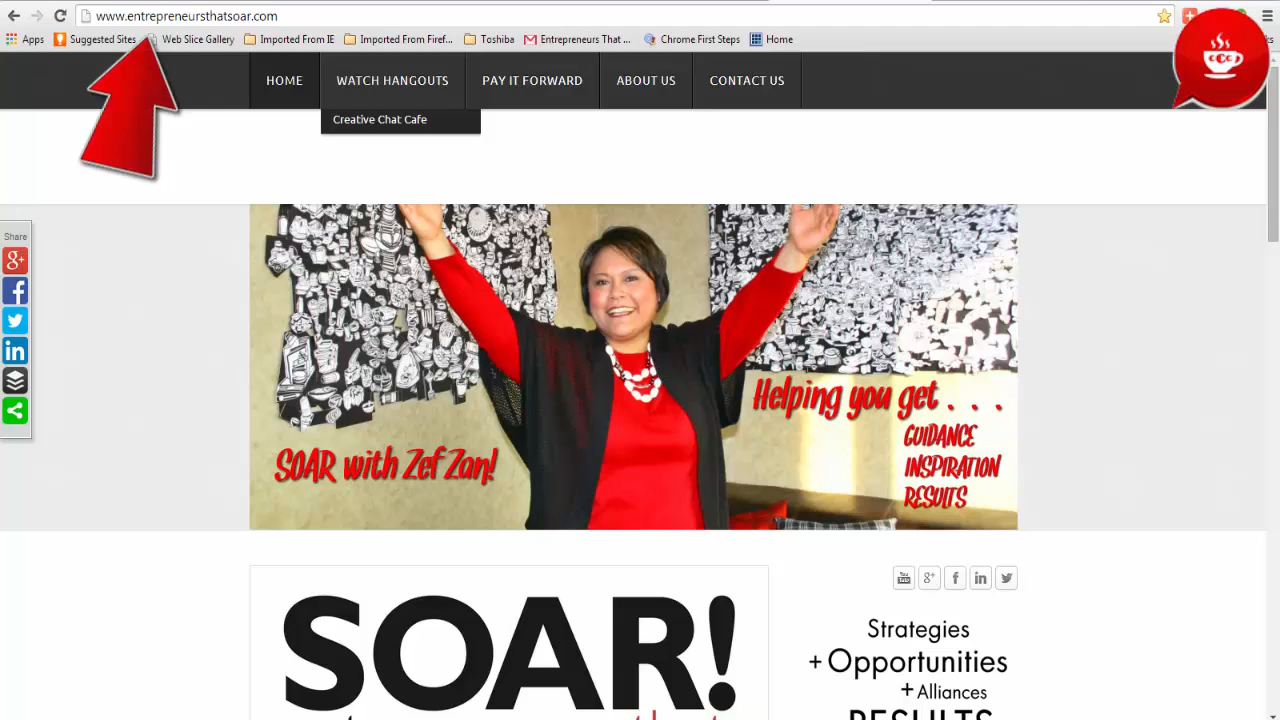 www.entrepreneursthatsoar.com
Apps Suggested Sites Web Slice Gallery Imported From IE Imported From Firef... Toshiba Entrepreneurs That ... Chrome First Steps Home
HOME WATCH HANGOUTS PAY IT FORWARD ABOUT US CONTACT US
Creative Chat Cafe
Share
Helping you get . . .
GUIDANCE
INSPIRATION
RESULTS
SOAR with Zef Zan!
SOAR!
Strategies
+Opportunities
+Alliances
RESULTS